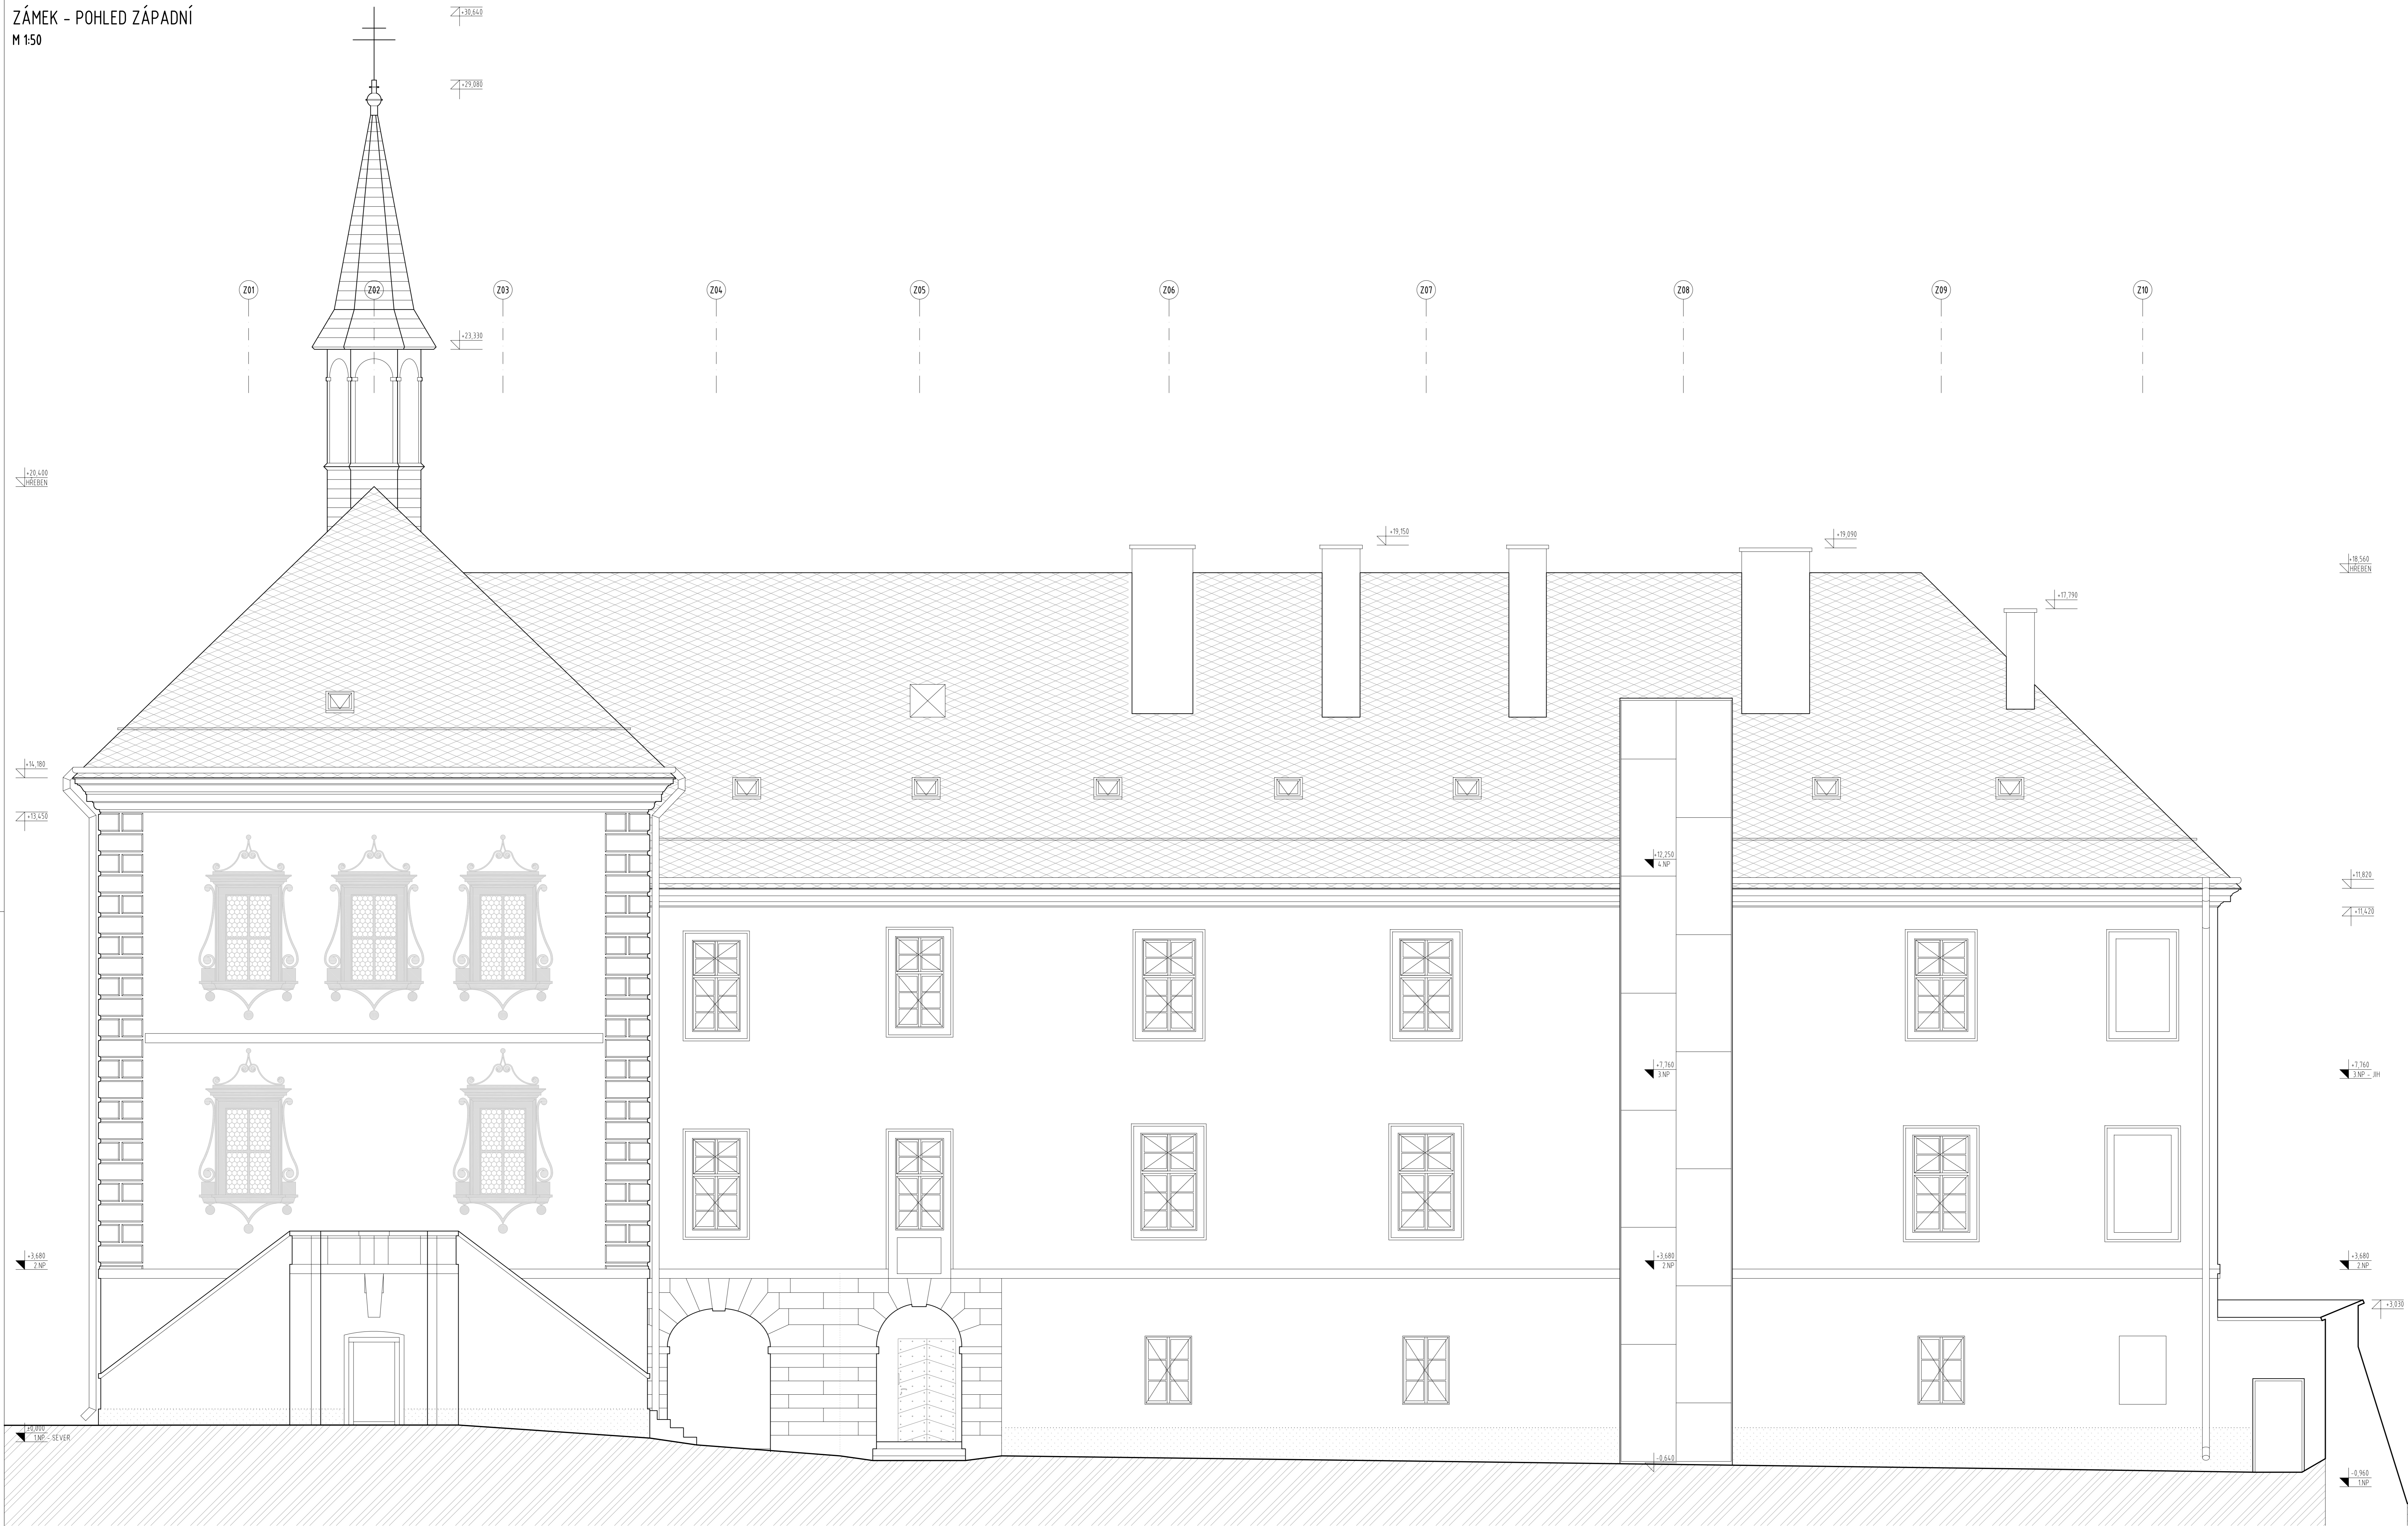 ZÁMEK - POHLED ZÁPADNÍ
M 1:50
+30,640
+29,080
Z01
Z02
Z03
Z04
Z05
Z06
Z07
Z08
Z09
Z10
+23,330
+20,400
HŘEBEN
+19,150
+19,090
+18,560
HŘEBEN
+17,790
+14,180
+13,450
+12,250
4.NP
+11,820
+11,420
+7,760
3.NP
+7,760
3.NP - JIH
+3,680
2.NP
+3,680
2.NP
+3,680
2.NP
+3,030
±0,000
1.NP - SEVER
-0,640
-0,960
1.NP